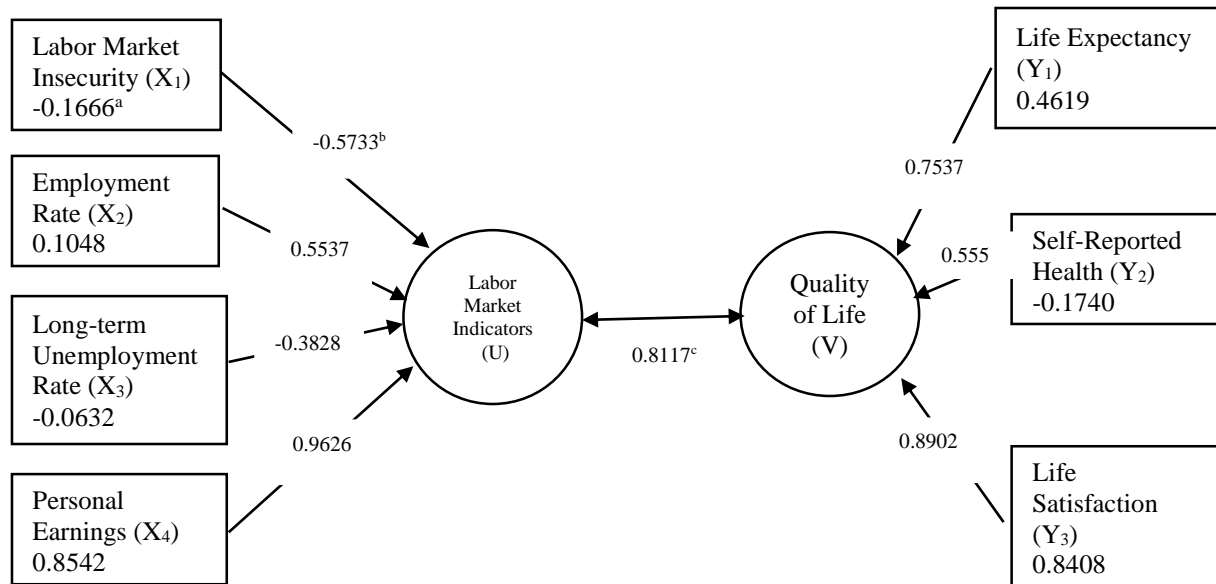 Labor Market
Insecurity (X₁)
-0.1666ᵃ
-0.5733ᵇ
Employment
Rate (X₂)
0.1048
0.5537
Long-term
Unemployment
Rate (X₃)
-0.0632
-0.3828
Personal
Earnings (X₄)
0.8542
0.9626
Labor
Market
Indicators
(U)
0.8117ᶜ
Quality
of Life
(V)
Life Expectancy
(Y₁)
0.4619
0.7537
Self-Reported
Health (Y₂)
-0.1740
0.555
Life
Satisfaction
(Y₃)
0.8408
0.8902